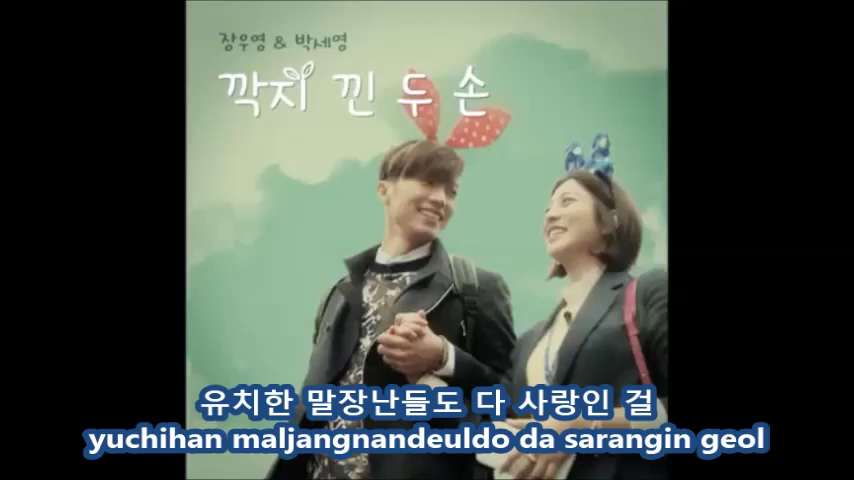 장우영 & 박세영
깍지 낀 두 손
유치한 말장난들도 다 사랑인 걸
yuchihan maljangnandeuldo da sarangin geol